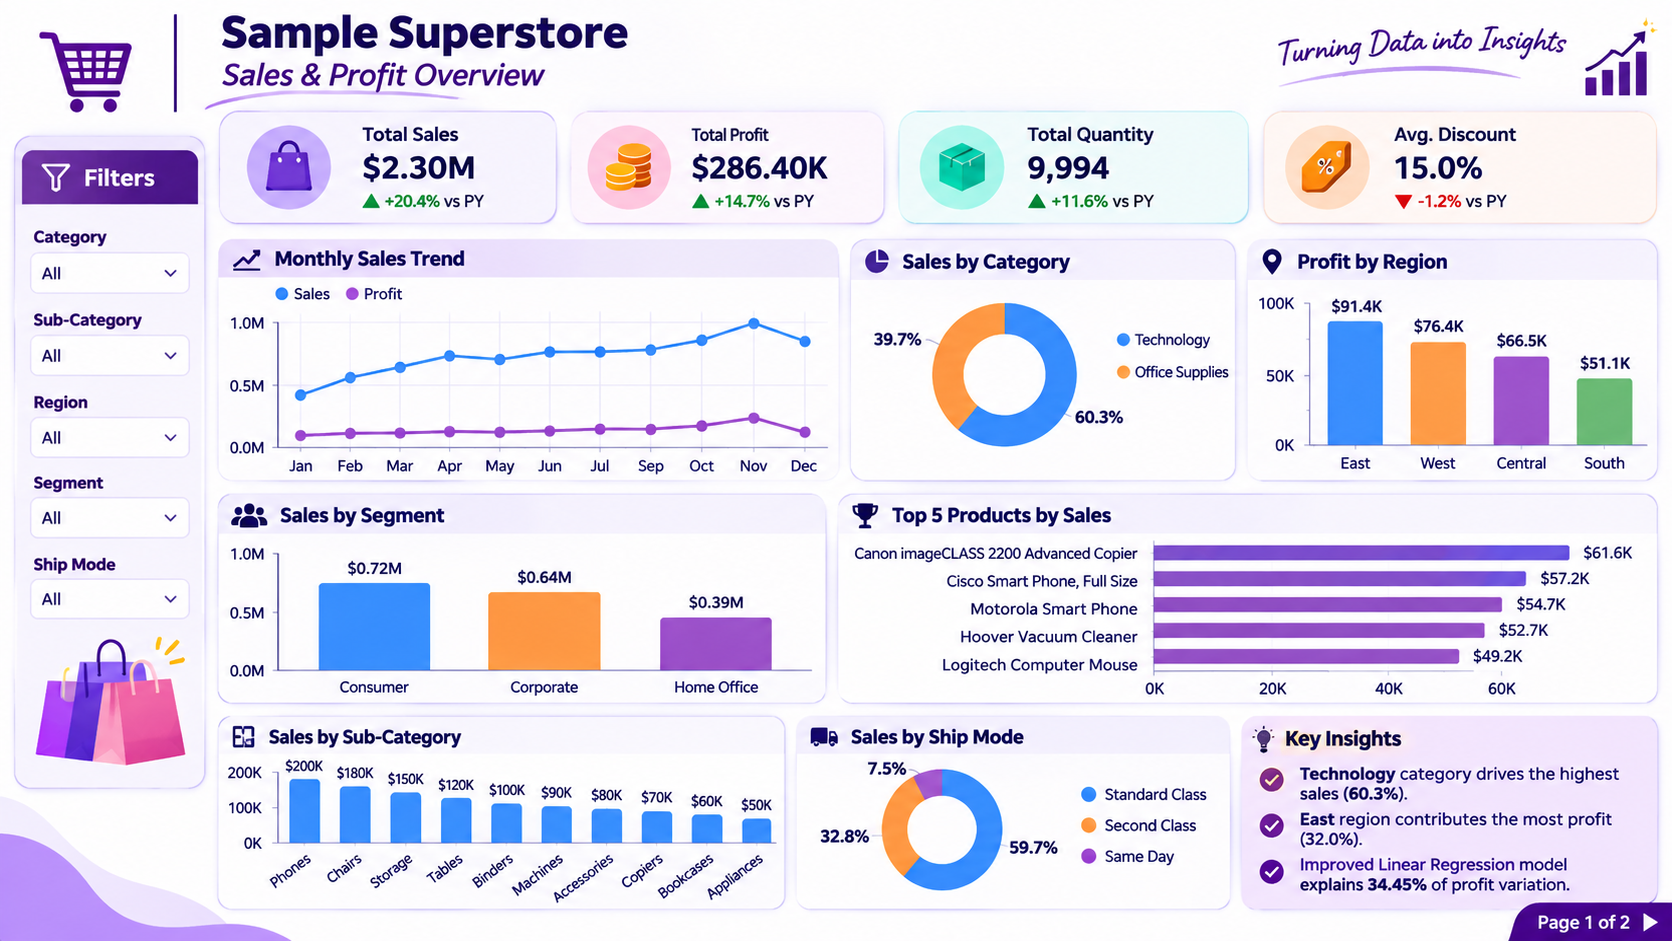 Sample Superstore
Sales & Profit Overview
Turning Data into Insights
Filters
Category
All
Sub-Category
All
Region
All
Segment
All
Ship Mode
All
Total Sales
$2.30M
▲ +20.4% vs PY
Total Profit
$286.40K
▲ +14.7% vs PY
Total Quantity
9,994
▲ +11.6% vs PY
Avg. Discount
15.0%
▼ -1.2% vs PY
Monthly Sales Trend
Sales Profit
1.0M
0.5M
0.0M
Jan Feb Mar Apr May Jun Jul Sep Oct Nov Dec
Sales by Category
39.7%
60.3%
Technology
Office Supplies
Profit by Region
100K
50K
0K
$91.4K
$76.4K
$66.5K
$51.1K
East West Central South
Sales by Segment
1.0M
0.5M
0.0M
$0.72M
$0.64M
$0.39M
Consumer Corporate Home Office
Top 5 Products by Sales
Canon imageCLASS 2200 Advanced Copier $61.6K
Cisco Smart Phone, Full Size $57.2K
Motorola Smart Phone $54.7K
Hoover Vacuum Cleaner $52.7K
Logitech Computer Mouse $49.2K
0K 20K 40K 60K
Sales by Sub-Category
200K
100K
0K
$200K $180K $150K $120K $100K $90K $80K $70K $60K $50K
Phones Chairs Storage Tables Binders Machines Accessories Copiers Bookcases Appliances
Sales by Ship Mode
7.5%
32.8%
59.7%
Standard Class
Second Class
Same Day
Key Insights
Technology category drives the highest
sales (60.3%).
East region contributes the most profit
(32.0%).
Improved Linear Regression model
explains 34.45% of profit variation.
Page 1 of 2